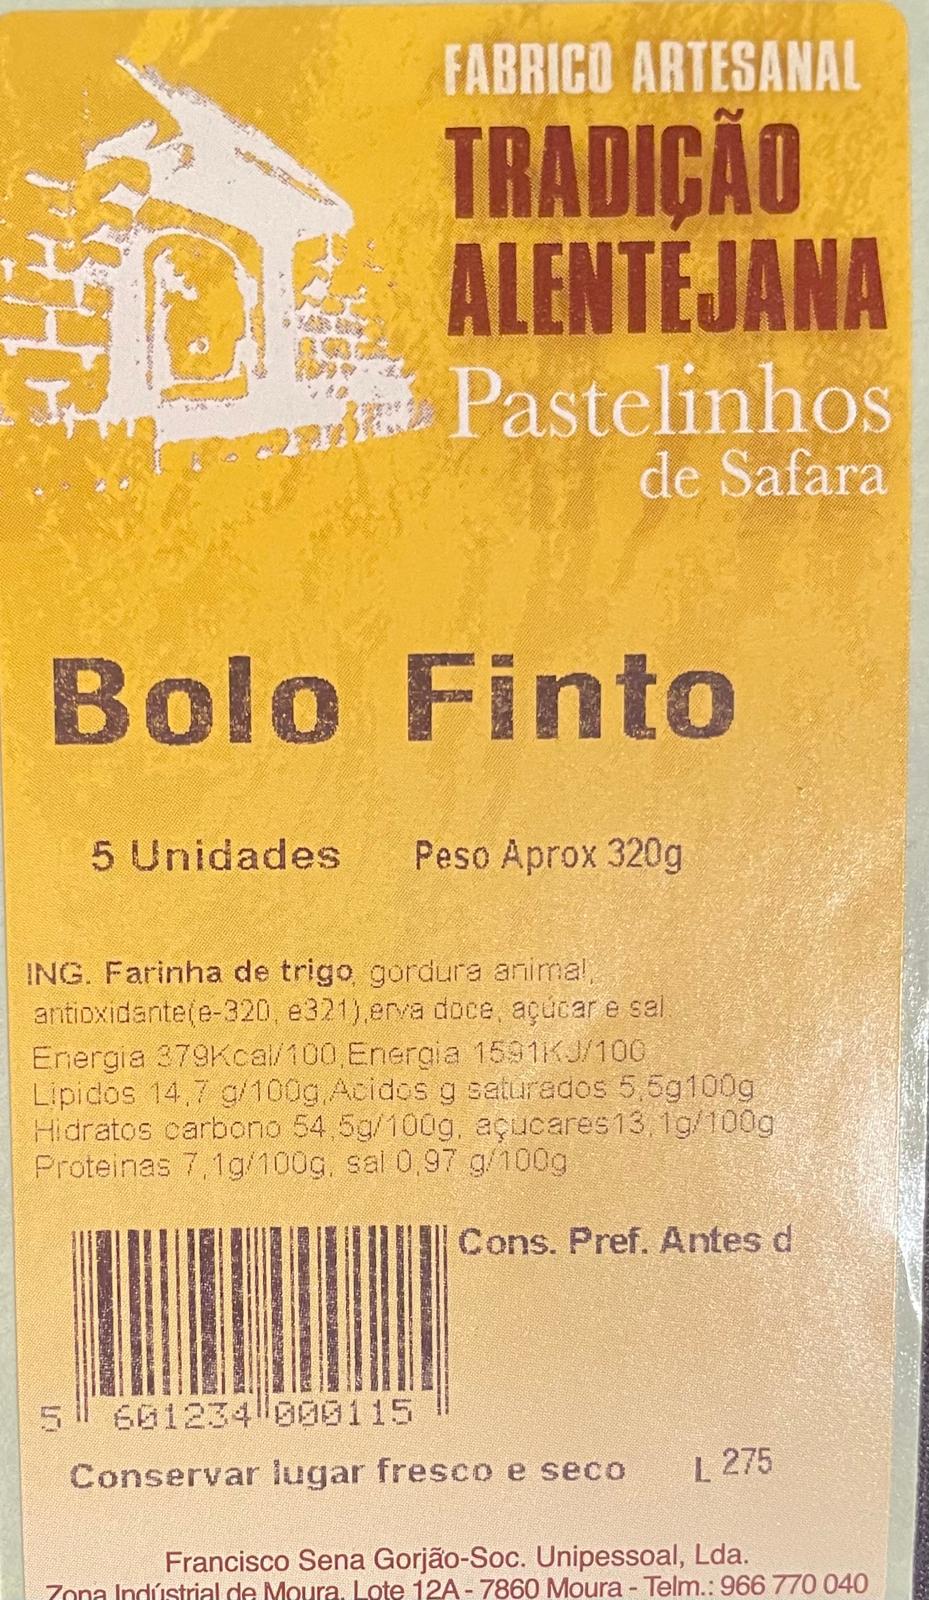 FABRICO ARTESANAL
TRADIÇÃO
ALENTEJANA
Pastelinhos
de Safara
Bolo Finto
5 Unidades Peso Aprox 320g
ING. Farinha de trigo, gordura animal,
antioxidante(e-320, e321),erva doce, açúcar e sal.
Energia 379Kcal/100,Energia 1591KJ/100
Lipidos 14,7 g/100g,Acidos g saturados 5,5g100g
Hidratos carbono 54,5g/100g, açucares13,1g/100g
Proteinas 7,1g/100g, sal 0,97 g/100g
Cons. Pref. Antes d
5 601234 000115
Conservar lugar fresco e seco L 275
Francisco Sena Gorjão-Soc. Unipessoal, Lda.
Zona Indústrial de Moura, Lote 12A - 7860 Moura - Telm.: 966 770 040